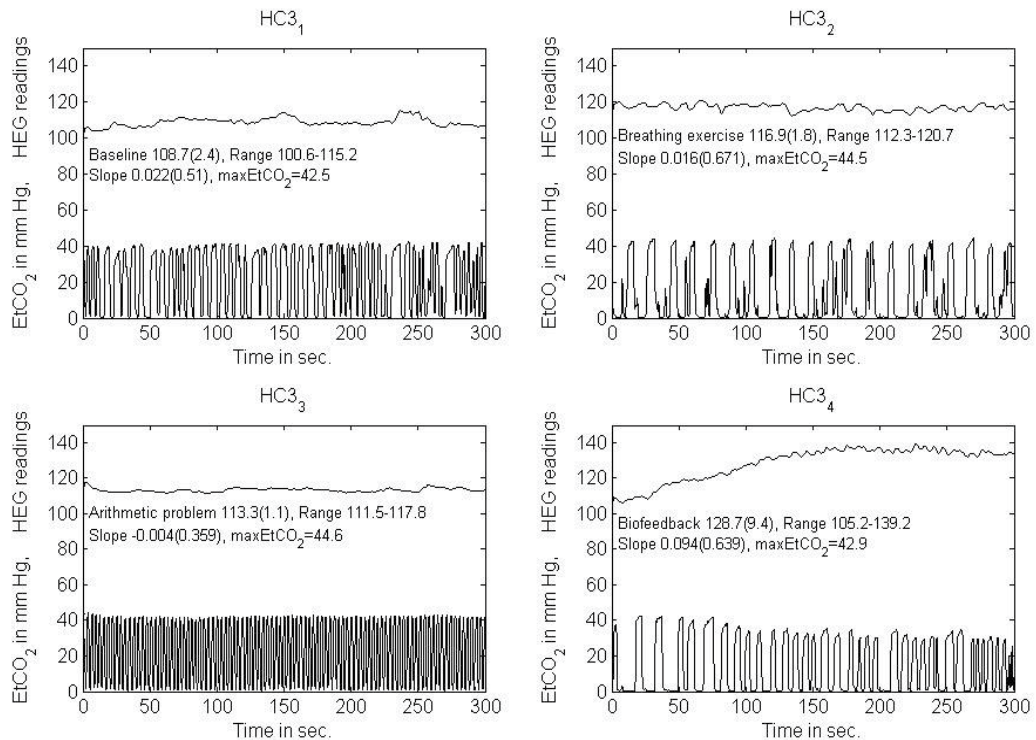 HC3₁
EtCO₂ in mm Hg, HEG readings
140
120
100
80
60
40
20
0
Baseline 108.7(2.4), Range 100.6-115.2
Slope 0.022(0.51), maxEtCO₂=42.5
0 50 100 150 200 250 300
Time in sec.
HC3₂
EtCO₂ in mm Hg, HEG readings
140
120
100
80
60
40
20
0
Breathing exercise 116.9(1.8), Range 112.3-120.7
Slope 0.016(0.671), maxEtCO₂=44.5
0 50 100 150 200 250 300
Time in sec.
HC3₃
EtCO₂ in mm Hg, HEG readings
140
120
100
80
60
40
20
0
Arithmetic problem 113.3(1.1), Range 111.5-117.8
Slope -0.004(0.359), maxEtCO₂=44.6
0 50 100 150 200 250 300
Time in sec.
HC3₄
EtCO₂ in mm Hg, HEG readings
140
120
100
80
60
40
20
0
Biofeedback 128.7(9.4), Range 105.2-139.2
Slope 0.094(0.639), maxEtCO₂=42.9
0 50 100 150 200 250 300
Time in sec.